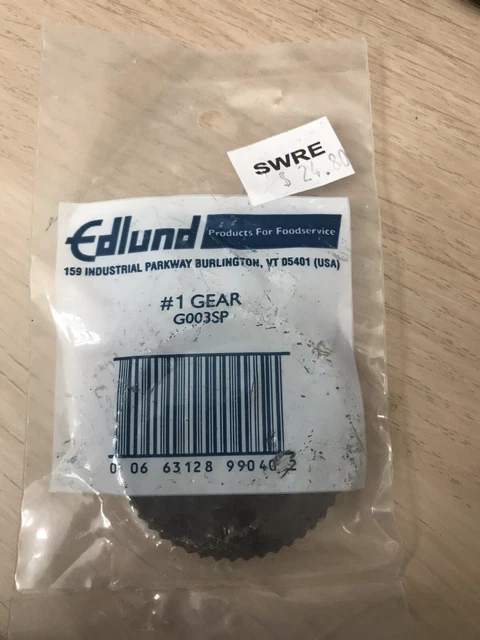 SWRE
$ 24.80
Edlund Products For Foodservice
159 INDUSTRIAL PARKWAY BURLINGTON, VT 05401 (USA)
#1 GEAR
G003SP
0 06 63128 99040 2